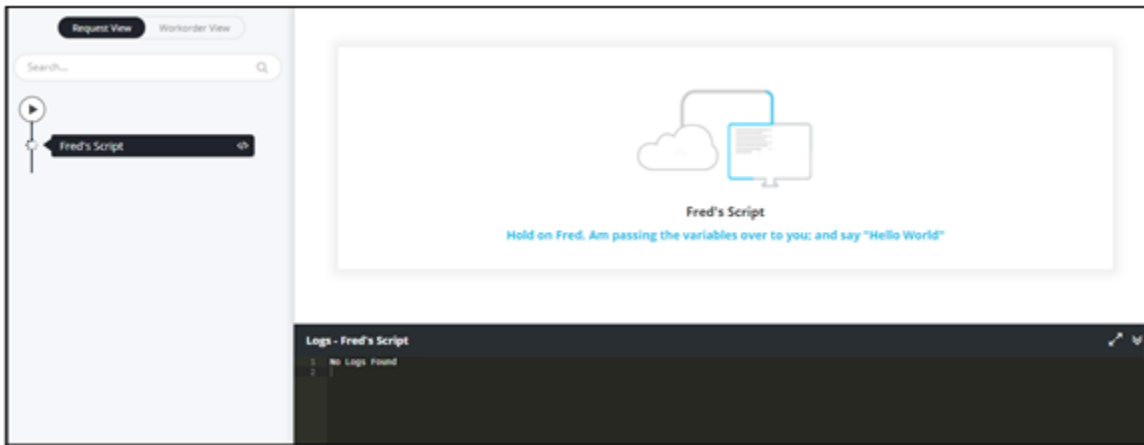 Request View
Workorder View
Search...
Fred's Script
Fred's Script
Hold on Fred. Am passing the variables over to you; and say "Hello World"
Logs - Fred's Script
1 No Logs Found
2